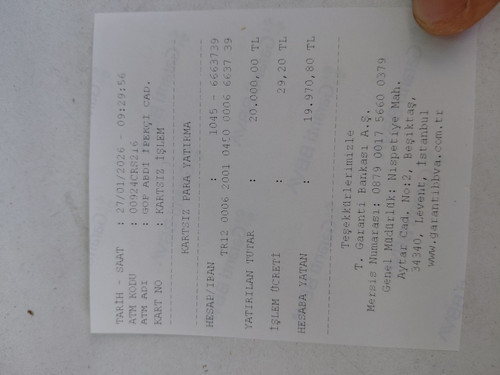 TARİH - SAAT : 27/01/2026 - 09:29:56
ATM KODU : 00924CRS216
ATM ADI : GOP ABDI IPEKÇI CAD.
KART NO : KARTSIZ İŞLEM
KARTSIZ PARA YATIRMA
HESAP/IBAN : 1045 - 6663739
TR12 0006 2001 0450 0006 6637 39
YATIRILAN TUTAR : 20.000,00 TL
İŞLEM ÜCRETİ : 29,20 TL
HESABA YATAN : 19.970,80 TL
Teşekkürlerimizle
T. Garanti Bankası A.Ş.
Mersis Numarası: 0879 0017 5660 0379
Genel Müdürlük: Nispetiye Mah.
Aytar Cad. No:2, Beşiktaş,
34340, Levent, İstanbul
www.garantibbva.com.tr